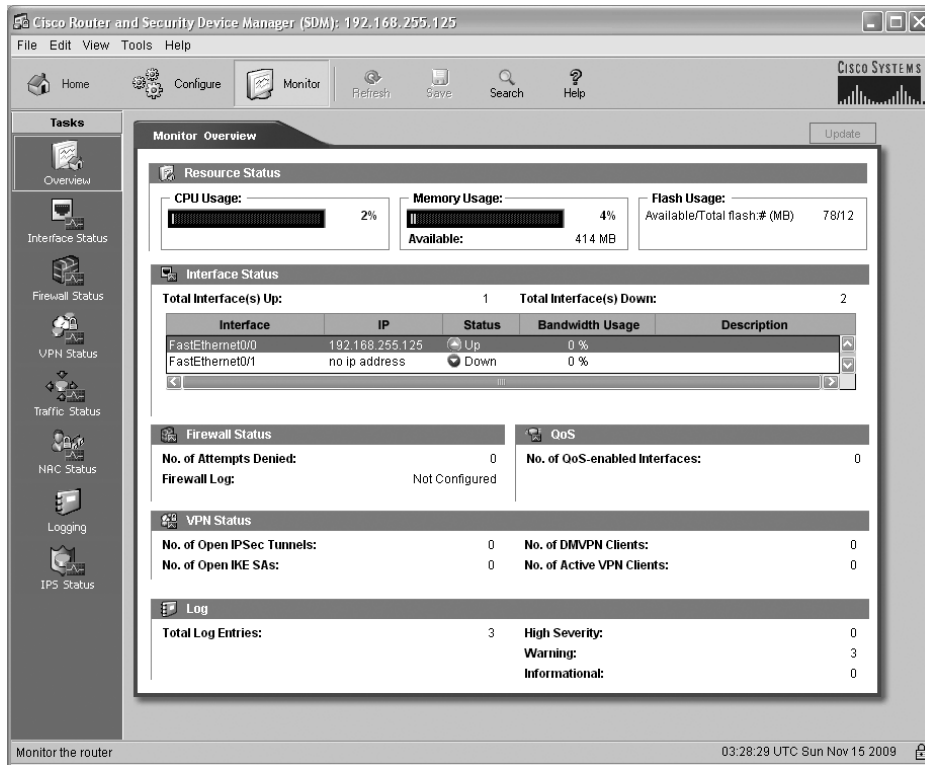 Cisco Router and Security Device Manager (SDM): 192.168.255.125
File Edit View Tools Help
Home Configure Monitor Refresh Save Search Help
CISCO SYSTEMS
Tasks
Overview
Interface Status
Firewall Status
VPN Status
Traffic Status
NAC Status
Logging
IPS Status
Monitor Overview
Update
Resource Status
CPU Usage: 2%
Memory Usage: 4%
Available: 414 MB
Flash Usage:
Available/Total flash:# (MB) 78/12
Interface Status
Total Interface(s) Up: 1 Total Interface(s) Down: 2
Interface IP Status Bandwidth Usage Description
FastEthernet0/0 192.168.255.125 Up 0 %
FastEthernet0/1 no ip address Down 0 %
Firewall Status
No. of Attempts Denied: 0
Firewall Log: Not Configured
QoS
No. of QoS-enabled Interfaces: 0
VPN Status
No. of Open IPSec Tunnels: 0 No. of DMVPN Clients: 0
No. of Open IKE SAs: 0 No. of Active VPN Clients: 0
Log
Total Log Entries: 3 High Severity: 0
Warning: 3
Informational: 0
Monitor the router
03:28:29 UTC Sun Nov 15 2009